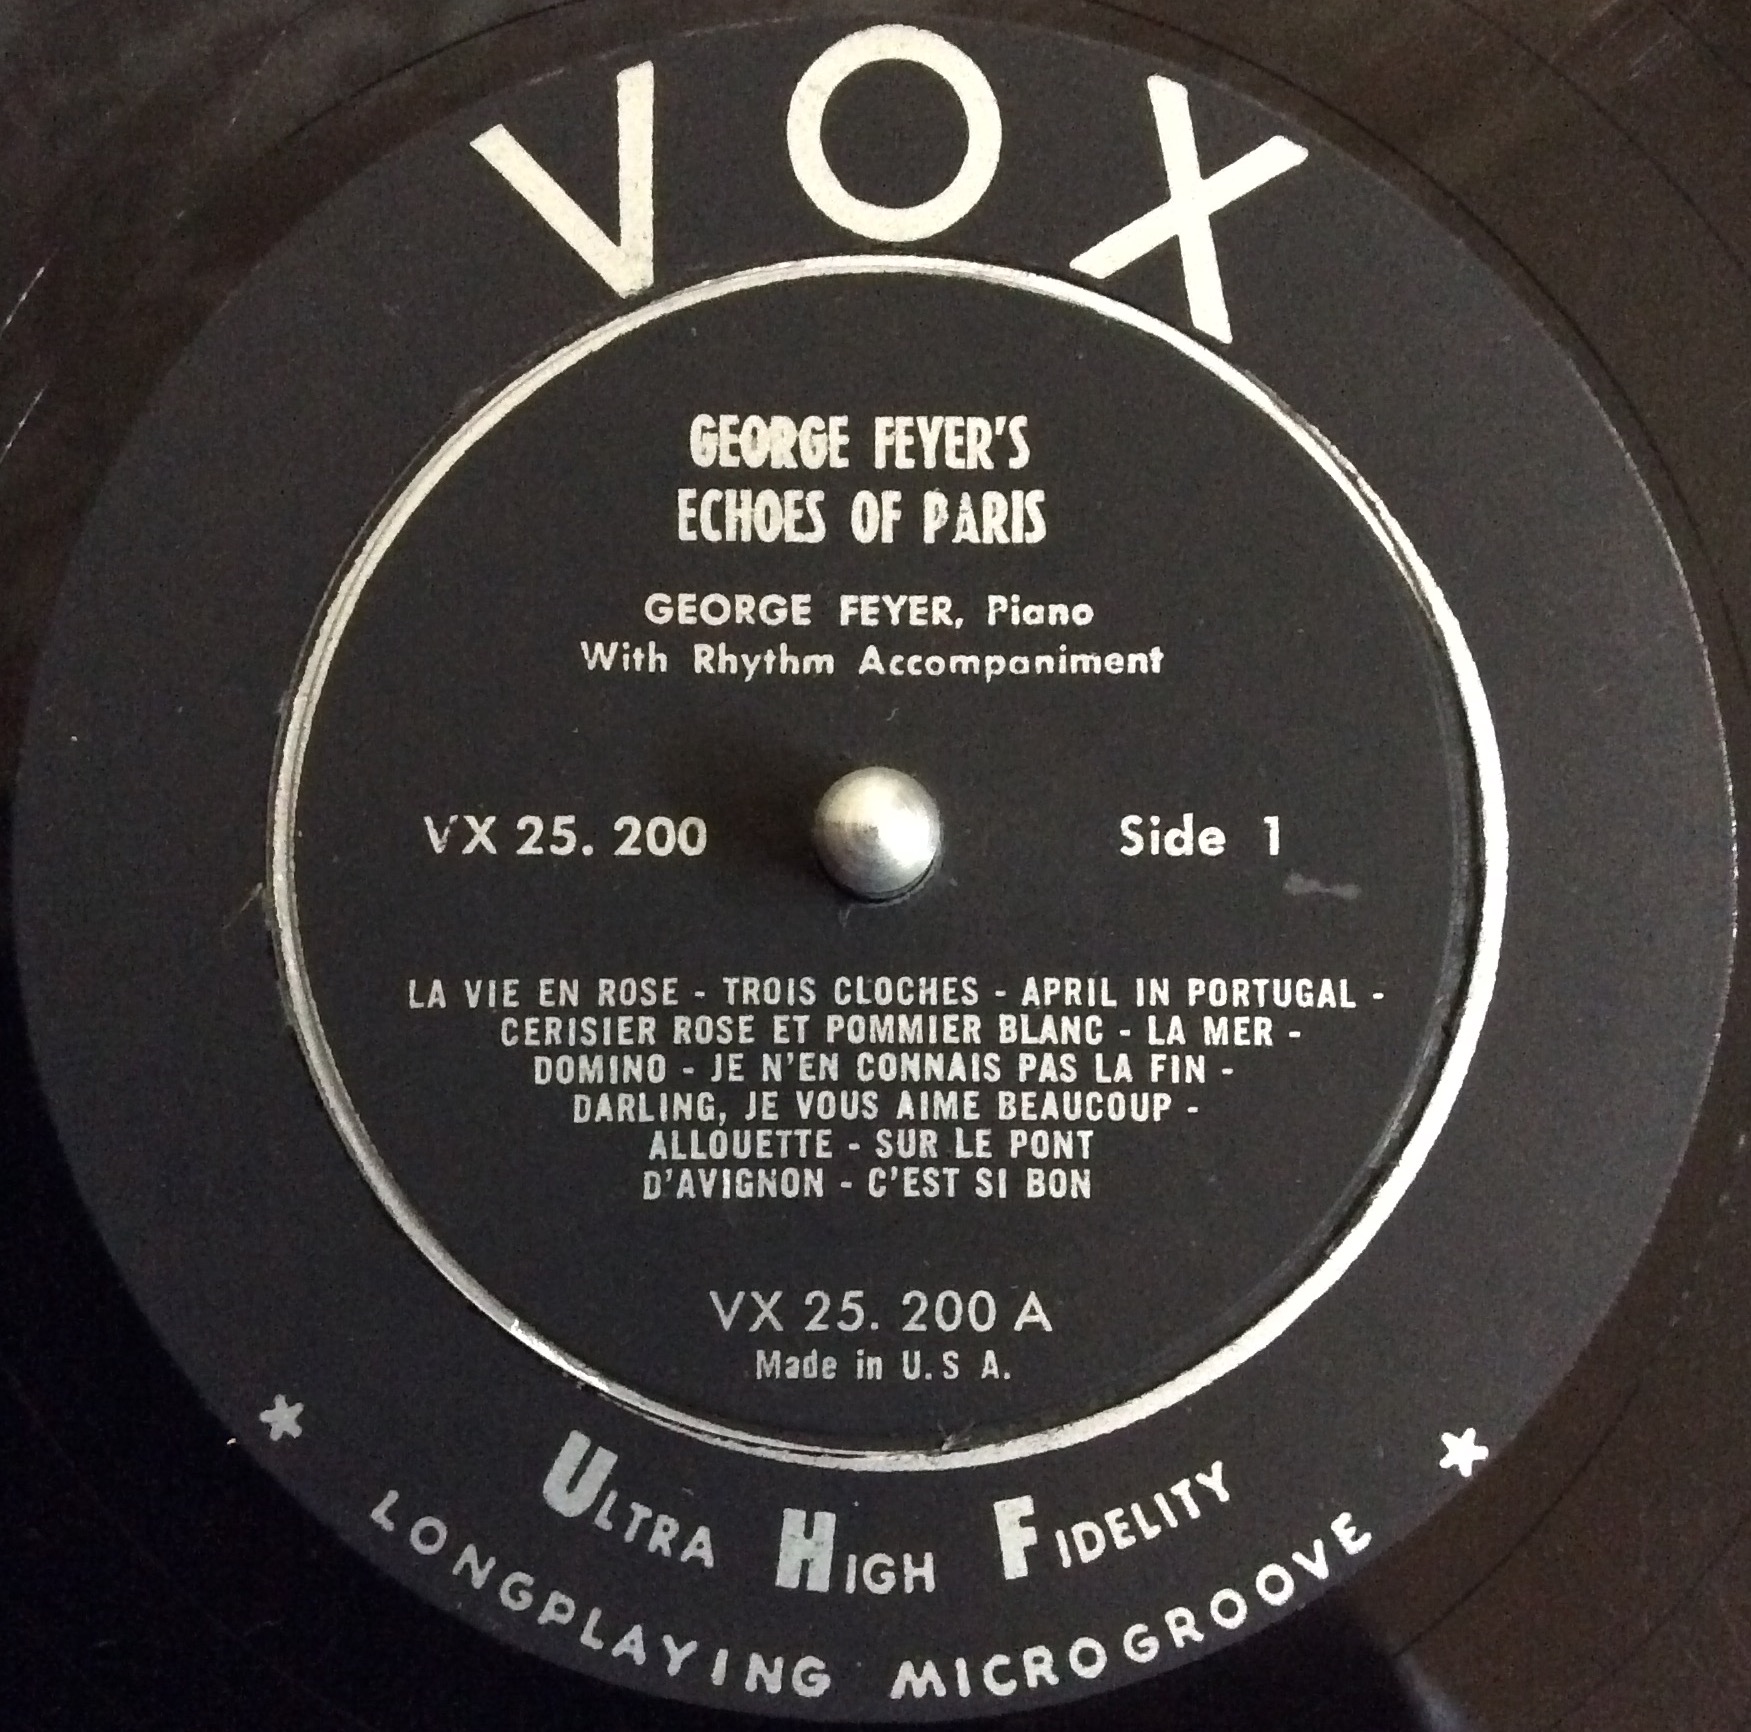 VOX
GEORGE FEYER'S
ECHOES OF PARIS
GEORGE FEYER, Piano
With Rhythm Accompaniment
VX 25. 200
Side 1
LA VIE EN ROSE - TROIS CLOCHES - APRIL IN PORTUGAL -
CERISIER ROSE ET POMMIER BLANC - LA MER -
DOMINO - JE N'EN CONNAIS PAS LA FIN -
DARLING, JE VOUS AIME BEAUCOUP -
ALLOUETTE - SUR LE PONT
D'AVIGNON - C'EST SI BON
VX 25. 200 A
Made in U. S A.
ULTRA HIGH FIDELITY
LONGPLAYING MICROGROOVE